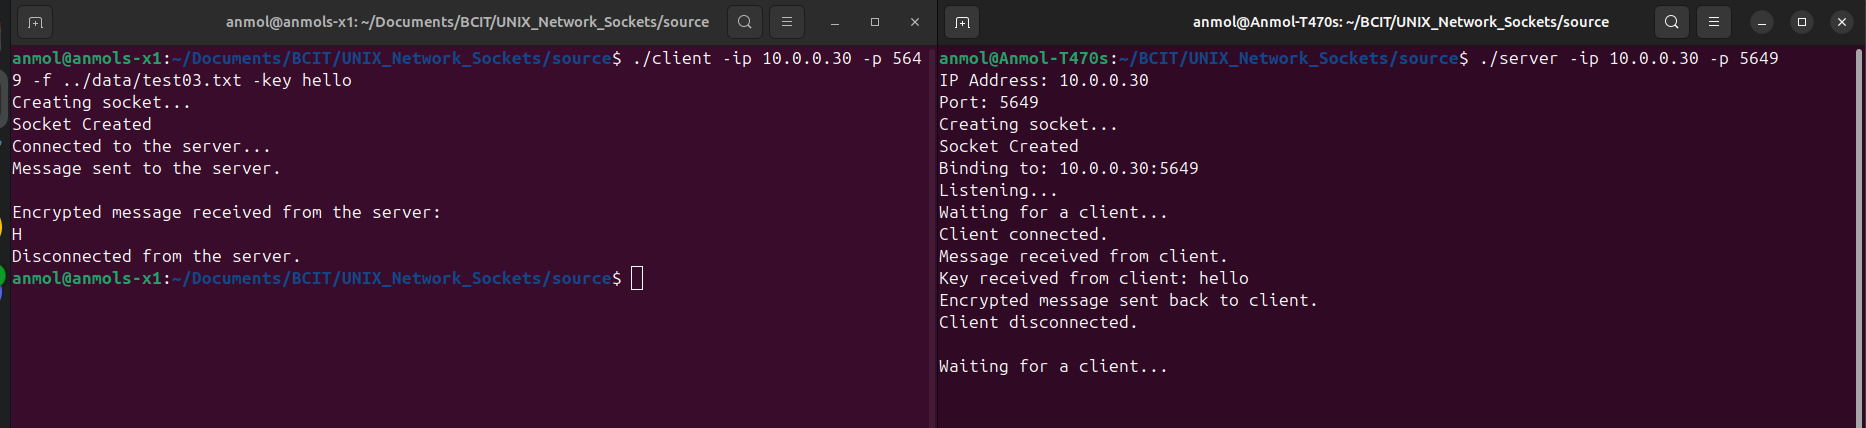 anmol@anmols-x1: ~/Documents/BCIT/UNIX_Network_Sockets/source
anmol@anmols-x1:~/Documents/BCIT/UNIX_Network_Sockets/source$ ./client -ip 10.0.0.30 -p 564
9 -f ../data/test03.txt -key hello
Creating socket...
Socket Created
Connected to the server...
Message sent to the server.
Encrypted message received from the server:
H
Disconnected from the server.
anmol@anmols-x1:~/Documents/BCIT/UNIX_Network_Sockets/source$
anmol@Anmol-T470s: ~/BCIT/UNIX_Network_Sockets/source
anmol@Anmol-T470s:~/BCIT/UNIX_Network_Sockets/source$ ./server -ip 10.0.0.30 -p 5649
IP Address: 10.0.0.30
Port: 5649
Creating socket...
Socket Created
Binding to: 10.0.0.30:5649
Listening...
Waiting for a client...
Client connected.
Message received from client.
Key received from client: hello
Encrypted message sent back to client.
Client disconnected.
Waiting for a client...